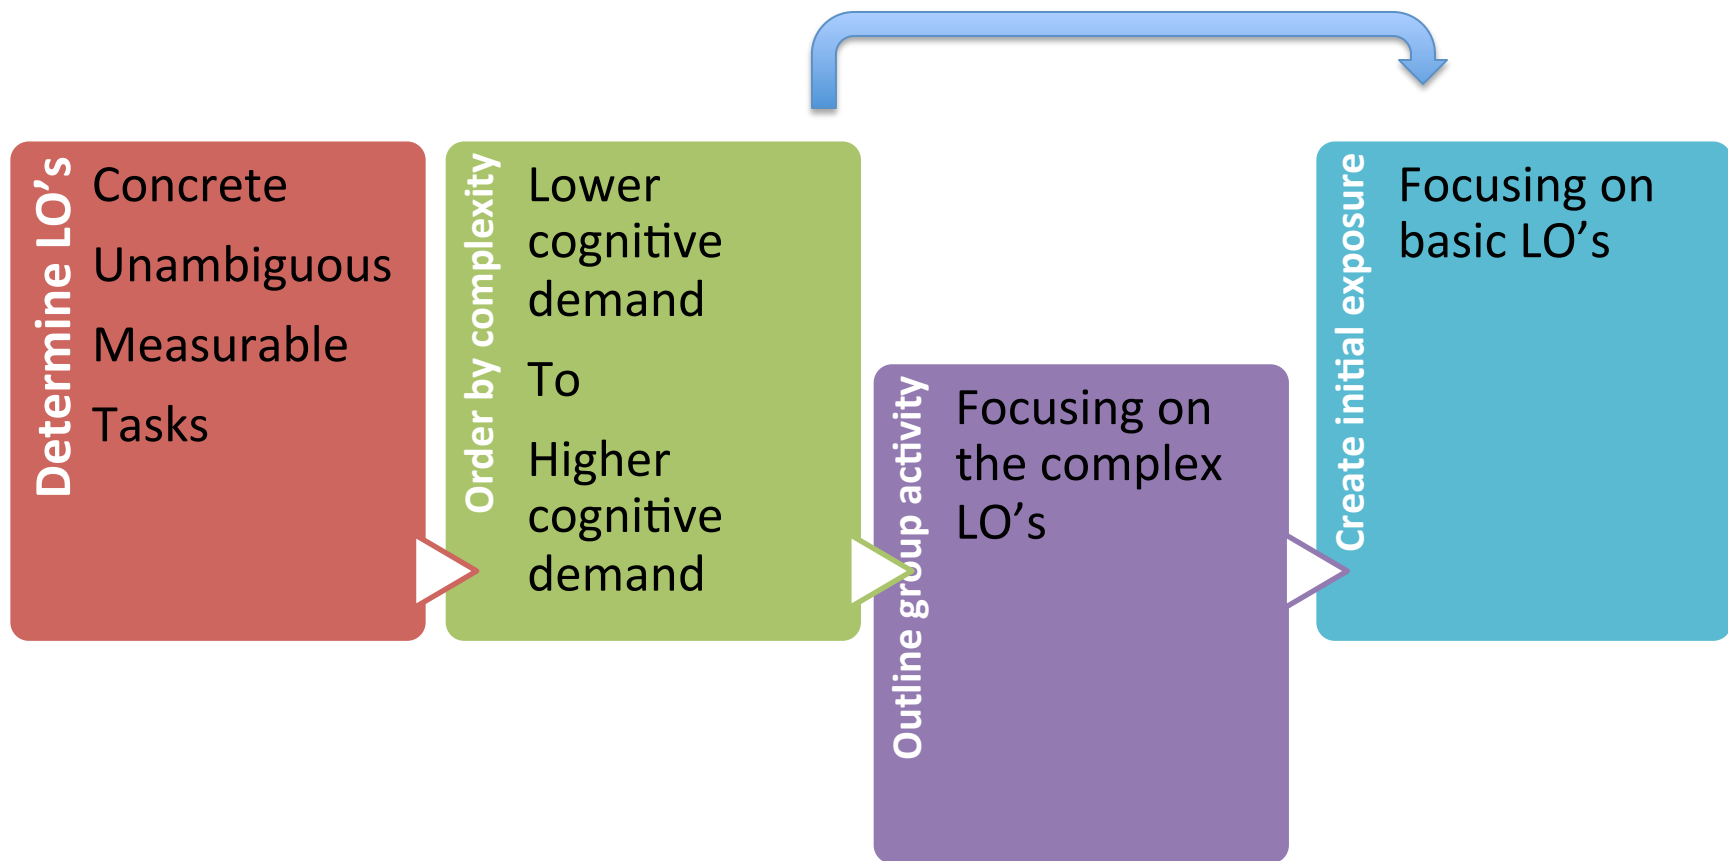 Determine LO’s
Concrete
Unambiguous
Measurable
Tasks
Order by complexity
Lower
cognitive
demand
To
Higher
cognitive
demand
Outline group activity
Focusing on
the complex
LO’s
Create initial exposure
Focusing on
basic LO’s